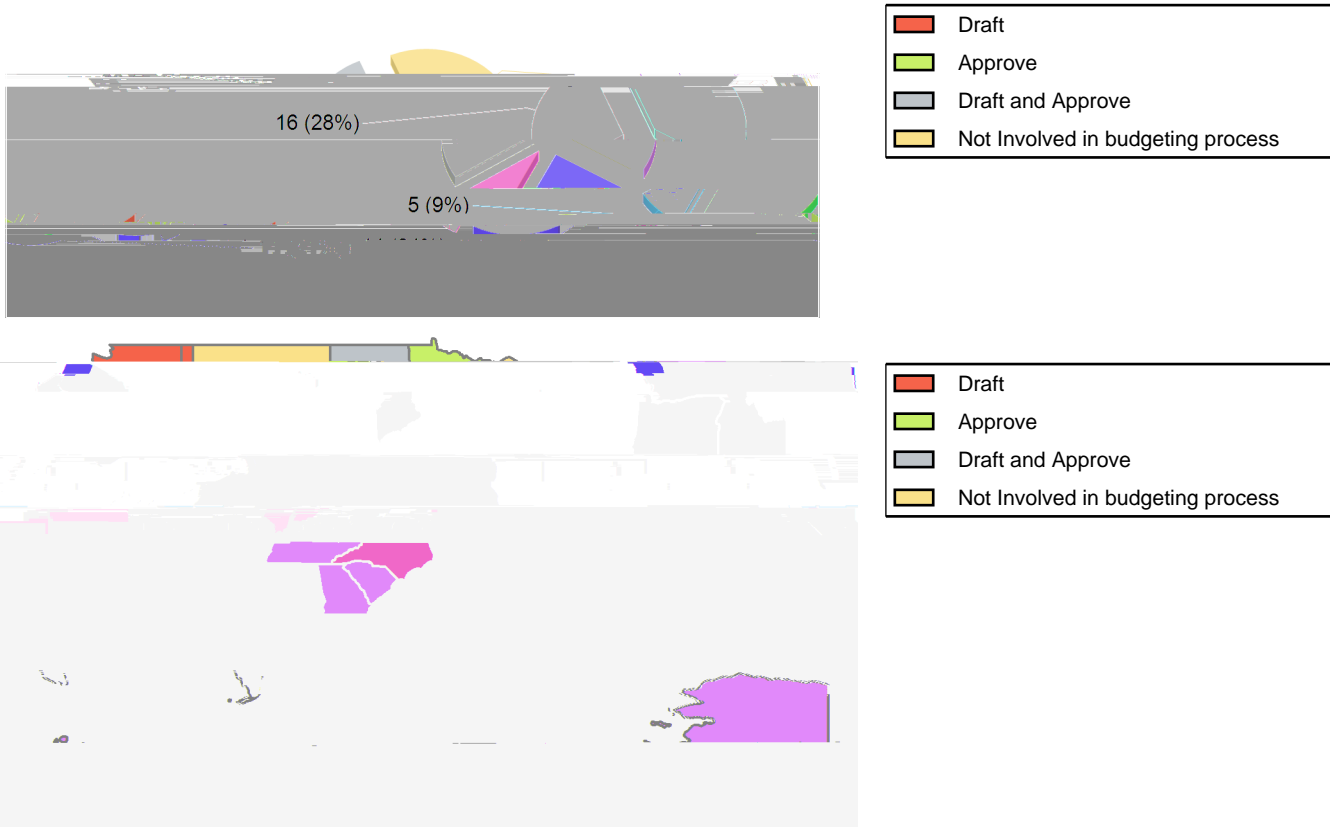 Draft
Approve
16 (28%)
Draft and Approve
Not Involved in budgeting process
5 (9%)
Draft
Approve
Draft and Approve
Not Involved in budgeting process